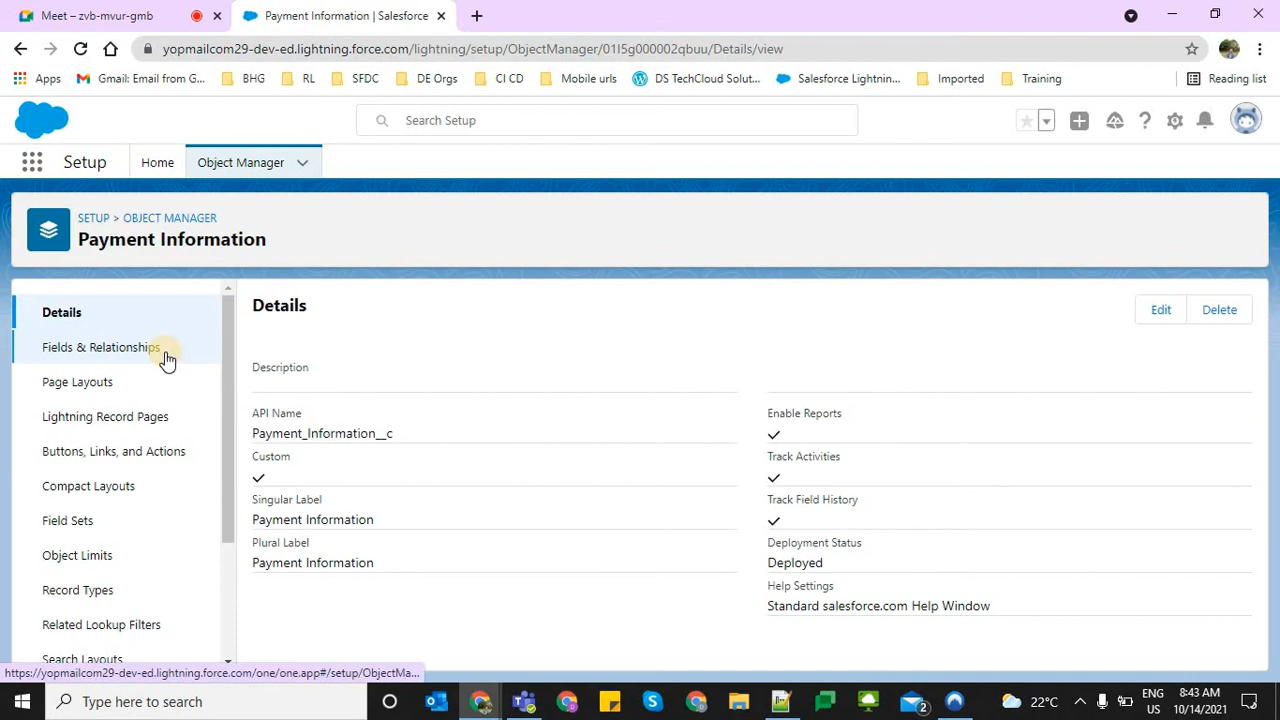 Meet – zvb-mvur-gmb
Payment Information | Salesforce
yopmailcom29-dev-ed.lightning.force.com/lightning/setup/ObjectManager/01I5g000002qbuu/Details/view
Apps
Gmail: Email from G...
BHG
RL
SFDC
DE Orgs
CI CD
Mobile urls
DS TechCloud Solut...
Salesforce Lightnin...
Imported
Training
Reading list
Search Setup
Setup
Home
Object Manager
SETUP > OBJECT MANAGER
Payment Information
Details
Fields & Relationships
Page Layouts
Lightning Record Pages
Buttons, Links, and Actions
Compact Layouts
Field Sets
Object Limits
Record Types
Related Lookup Filters
Search Layouts
Details
Edit
Delete
Description
API Name
Payment_Information__c
Custom
Singular Label
Payment Information
Plural Label
Payment Information
Enable Reports
Track Activities
Track Field History
Deployment Status
Deployed
Help Settings
Standard salesforce.com Help Window
https://yopmailcom29-dev-ed.lightning.force.com/one/one.app#/setup/ObjectMa...
Type here to search
2
22°C
ENG
US
8:43 AM
10/14/2021